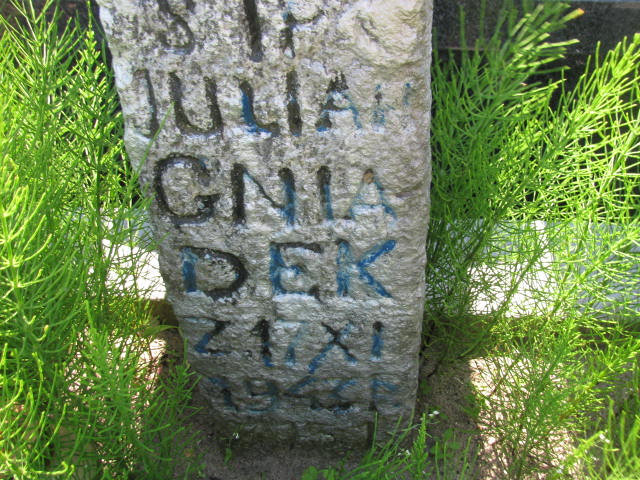 Ś P
JULIAN
GNIA
DEK
Z. 17 XI